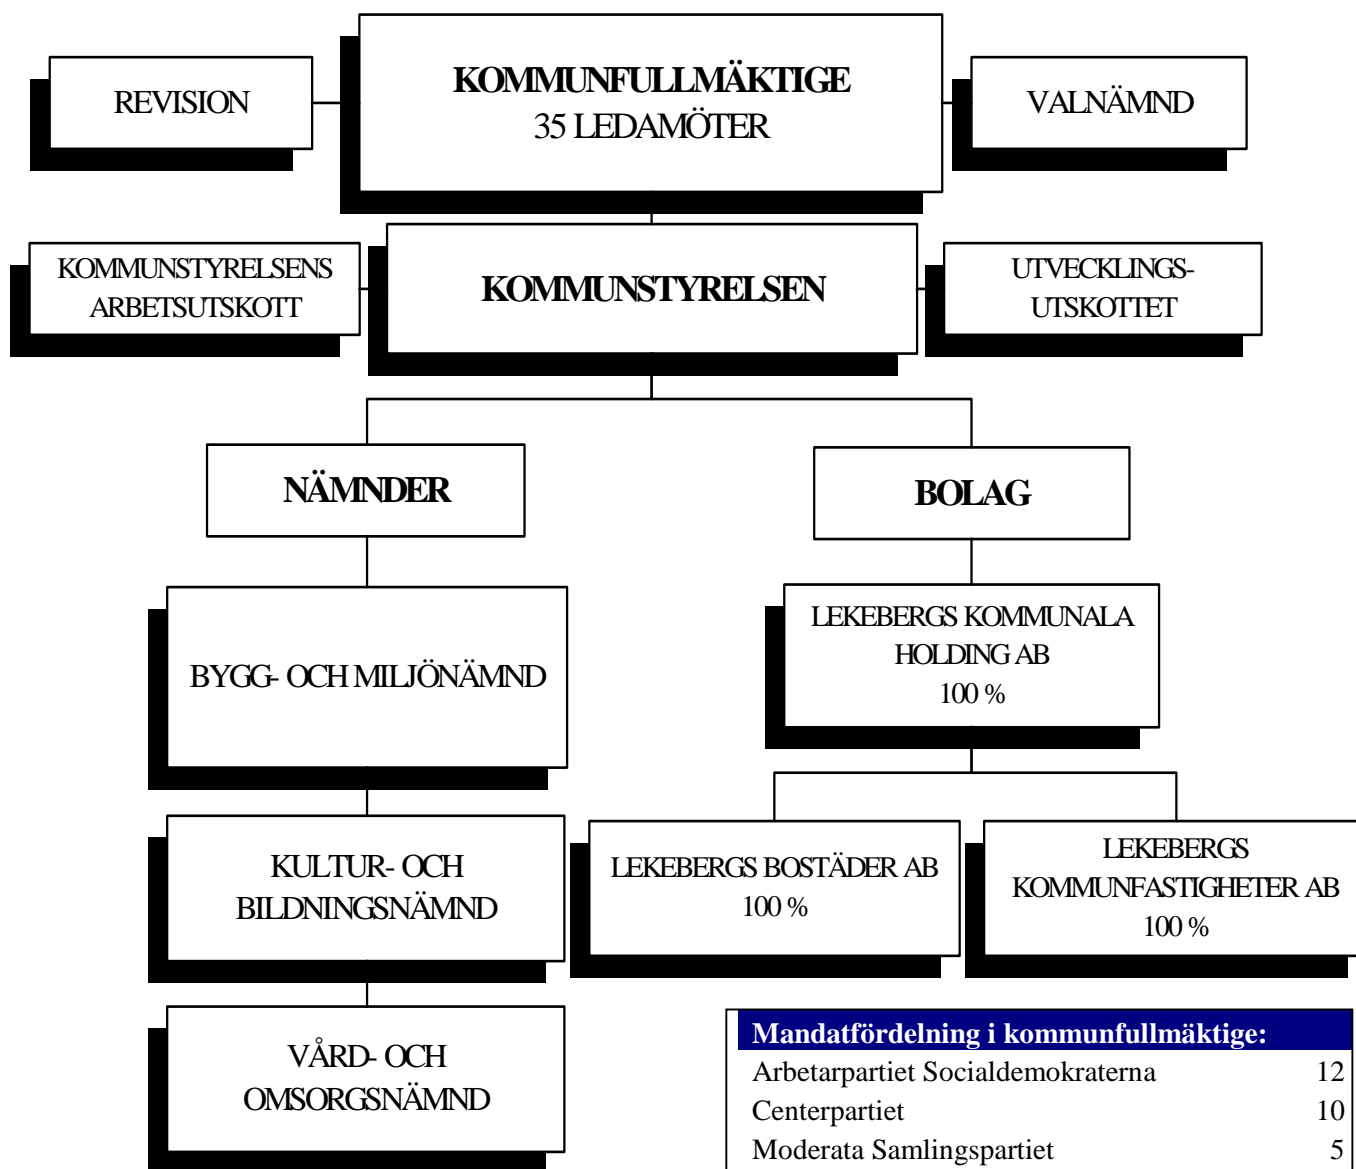 REVISION
KOMMUNFULLMÄKTIGE
35 LEDAMÖTER
VALNÄMND
KOMMUNSTYRELSENS
ARBETSUTSKOTT
KOMMUNSTYRELSEN
UTVECKLINGS-
UTSKOTTET
NÄMNDER
BOLAG
BYGG- OCH MILJÖNÄMND
LEKEBERGS KOMMUNALA
HOLDING AB
100 %
KULTUR- OCH
BILDNINGSNÄMND
LEKEBERGS BOSTÄDER AB
100 %
LEKEBERGS
KOMMUNFASTIGHETER AB
100 %
VÅRD- OCH
OMSORGSNÄMND
Mandatfördelning i kommunfullmäktige:
Arbetarpartiet Socialdemokraterna 12
Centerpartiet 10
Moderata Samlingspartiet 5